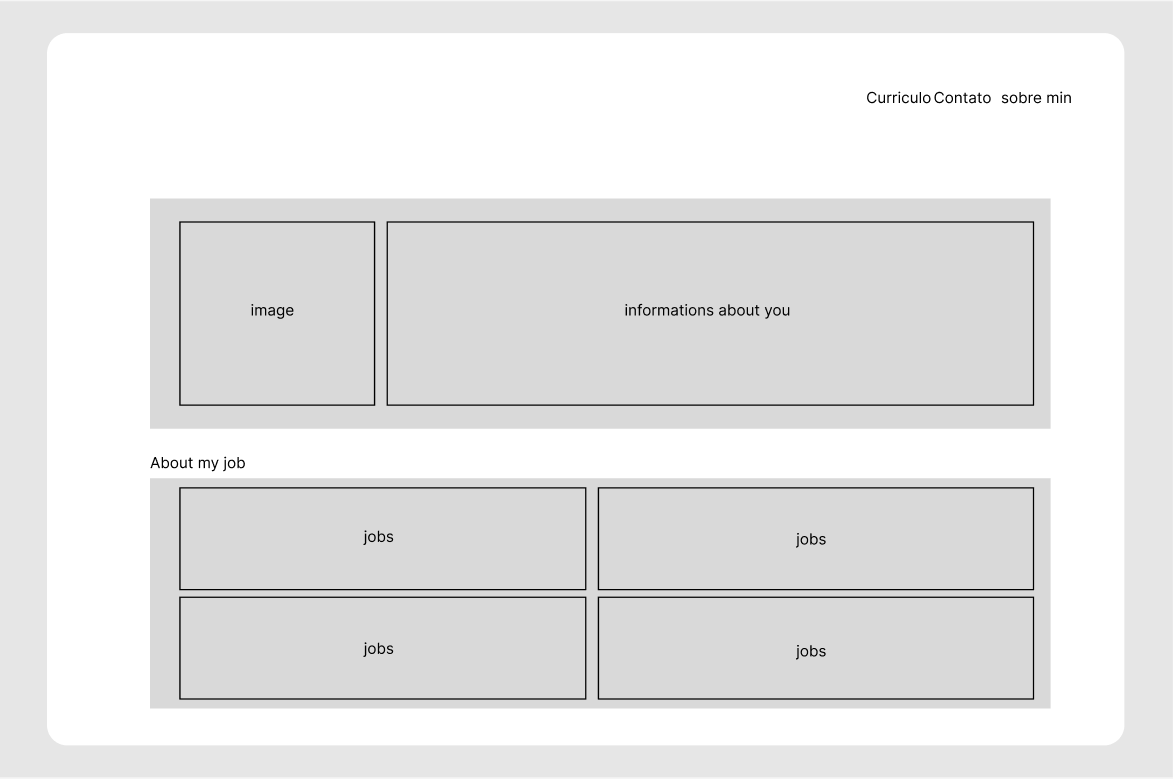 Curriculo Contato sobre min
image
informations about you
About my job
jobs
jobs
jobs
jobs